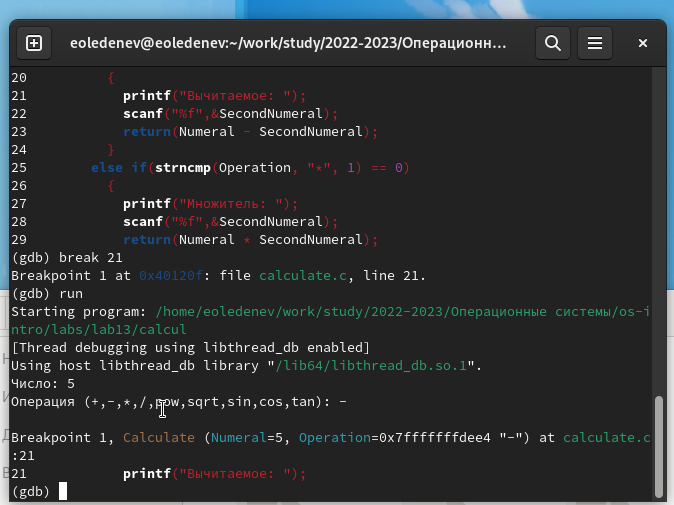 eoledenev@eoledenev:~/work/study/2022-2023/Операционн...
20 {
21 printf("Вычитаемое: ");
22 scanf("%f",&SecondNumeral);
23 return(Numeral - SecondNumeral);
24 }
25 else if(strncmp(Operation, "*", 1) == 0)
26 {
27 printf("Множитель: ");
28 scanf("%f",&SecondNumeral);
29 return(Numeral * SecondNumeral);
(gdb) break 21
Breakpoint 1 at 0x40120f: file calculate.c, line 21.
(gdb) run
Starting program: /home/eoledenev/work/study/2022-2023/Операционные системы/os-i
ntro/labs/lab13/calcul
[Thread debugging using libthread_db enabled]
Using host libthread_db library "/lib64/libthread_db.so.1".
Число: 5
Операция (+,-,*,/,pow,sqrt,sin,cos,tan): -
Breakpoint 1, Calculate (Numeral=5, Operation=0x7fffffffdee4 "-") at calculate.c
:21
21 printf("Вычитаемое: ");
(gdb)